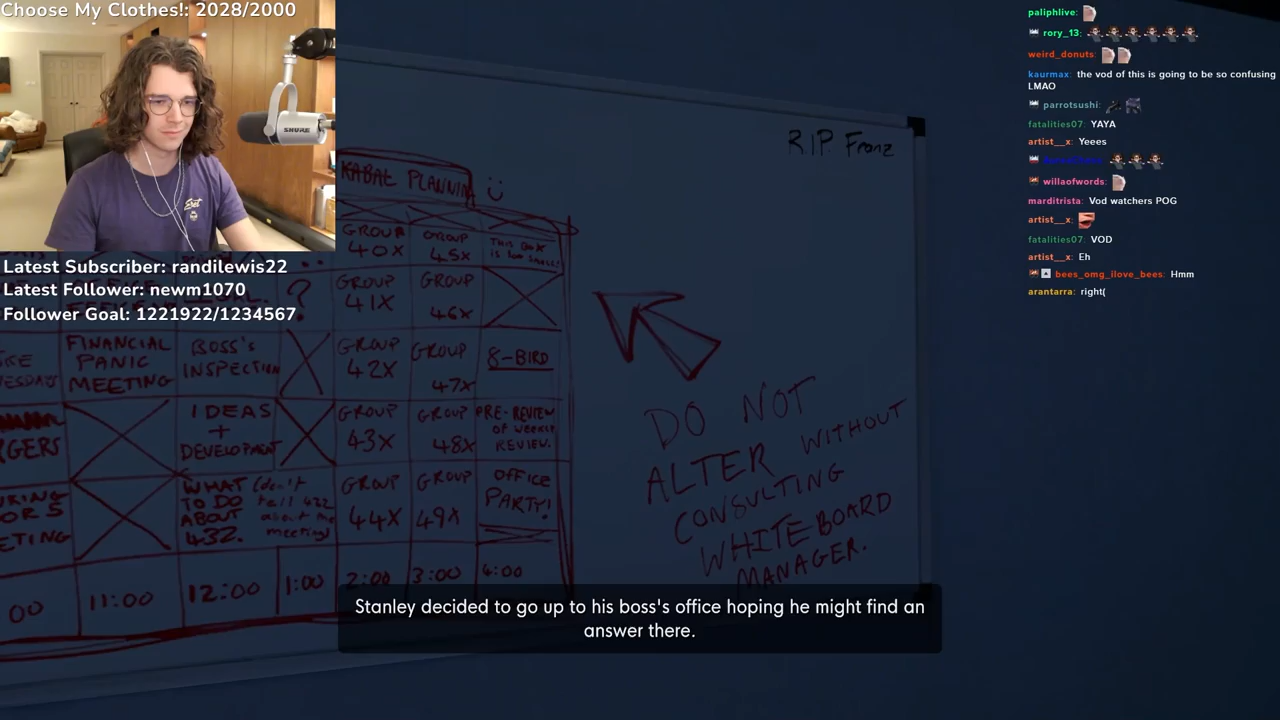 Choose My Clothes!: 2028/2000
SHURE
Latest Subscriber: randilewis22
Latest Follower: newm1070
Follower Goal: 1221922/1234567
R.I.P. Franz
KABAL PLANNIN
GROUP 40X
GROUP 45X
THIS BOX IS TOO SMALL!
?
GROUP 41X
GROUP 46X
FINANCIAL PANIC MEETING
BOSS'S INSPECTION
GROUP 42X
GROUP 47X
8-BIRD
IDEAS + DEVELOPMENT
GROUP 43X
GROUP 48X
PRE-REVIEW of weekly REVIEW.
WHAT TO DO ABOUT 432.
(don't tell 432 about the meeting)
GROUP 44X
GROUP 49X
OFFICE PARTY!
00
11:00
12:00
1:00
2:00
3:00
4:00
DO NOT
ALTER WITHOUT
CONSULTING
WHITEBOARD
MANAGER.
Stanley decided to go up to his boss's office hoping he might find an
answer there.
paliphlive:
rory_13:
weird_donuts:
kaurmax: the vod of this is going to be so confusing
LMAO
parrotsushi:
fatalities07: YAYA
artist__x: Yeees
willaofwords:
marditrista: Vod watchers POG
artist__x:
fatalities07: VOD
artist__x: Eh
bees_omg_ilove_bees: Hmm
arantarra: right(